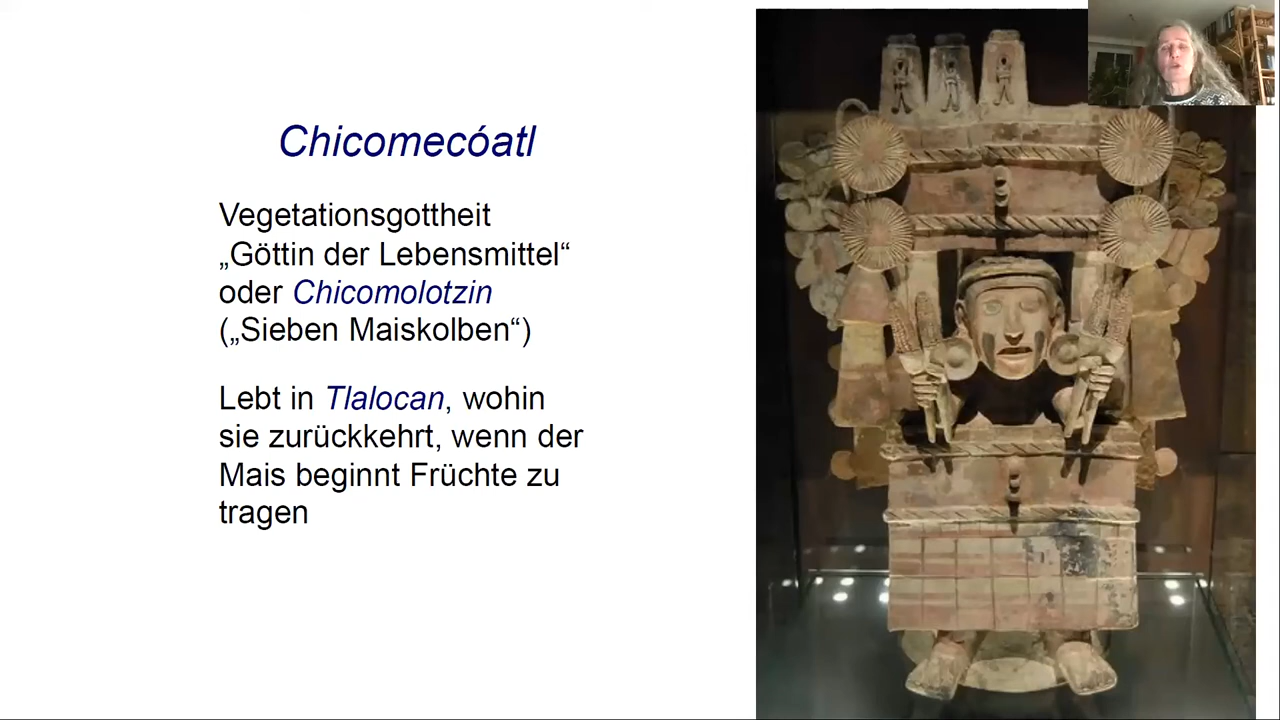 Chicomecóatl
Vegetationsgottheit
„Göttin der Lebensmittel“
oder Chicomolotzin
(„Sieben Maiskolben“)
Lebt in Tlalocan, wohin
sie zurückkehrt, wenn der
Mais beginnt Früchte zu
tragen